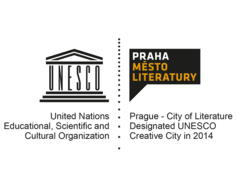 UNESCO
United Nations
Educational, Scientific and
Cultural Organization
PRAHA
MĚSTO
LITERATURY
Prague - City of Literature
Designated UNESCO
Creative City in 2014